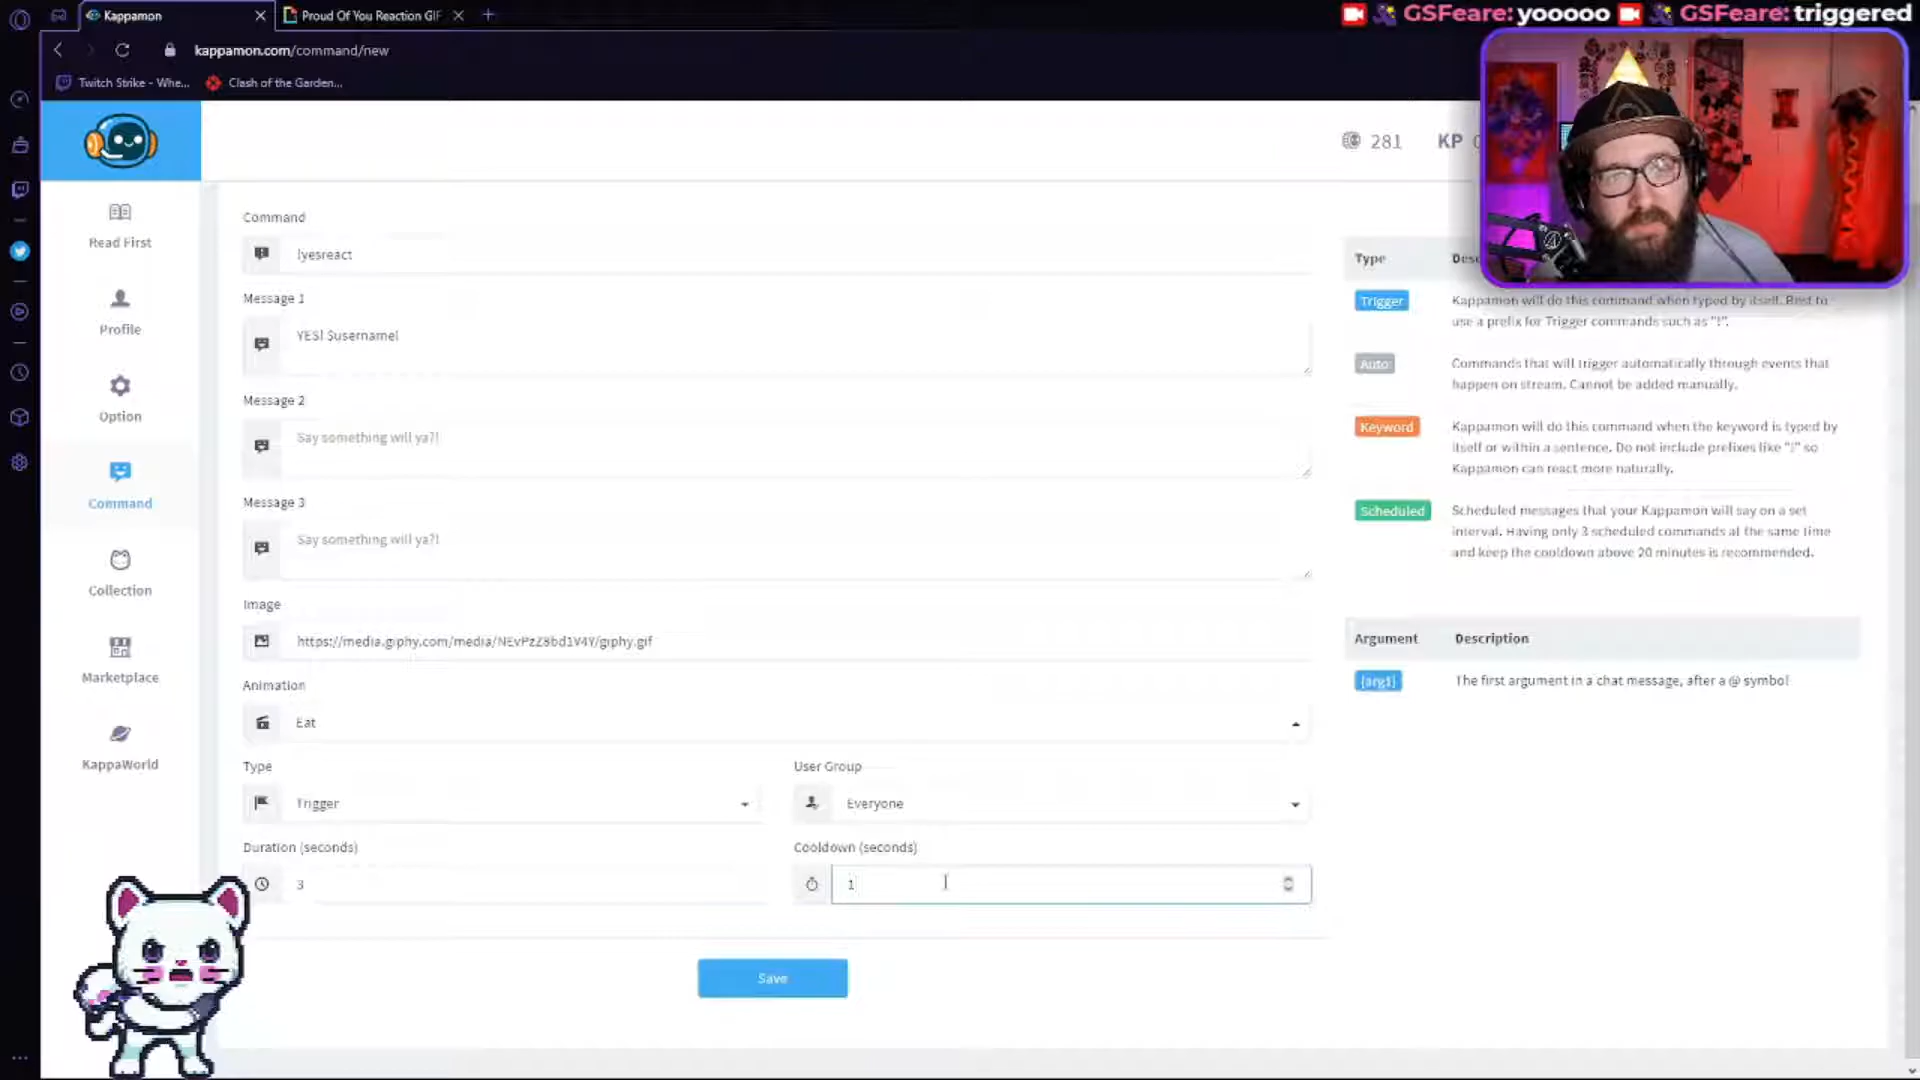 Kappamon
Proud Of You Reaction GIF
GSFeare: yooooo
GSFeare: triggered
kappamon.com/command/new
Twitch Strike - Whe...
Clash of the Garden...
281
KP
Read First
Profile
Option
Command
Collection
Marketplace
KappaWorld
Command
!yesreact
Message 1
YES! $username!
Message 2
Say something will ya?!
Message 3
Say something will ya?!
Image
https://media.giphy.com/media/NEvPzZ8bd1V4Y/giphy.gif
Animation
Eat
Type
Trigger
User Group
Everyone
Duration (seconds)
3
Cooldown (seconds)
1
Save
Type
Trigger
Kappamon will do this command when typed by itself. Best to
use a prefix for Trigger commands such as "!".
Auto
Commands that will trigger automatically through events that
happen on stream. Cannot be added manually.
Keyword
Kappamon will do this command when the keyword is typed by
itself or within a sentence. Do not include prefixes like "!" so
Kappamon can react more naturally.
Scheduled
Scheduled messages that your Kappamon will say on a set
interval. Having only 3 scheduled commands at the same time
and keep the cooldown above 20 minutes is recommended.
Argument Description
{arg1}
The first argument in a chat message, after a @ symbol